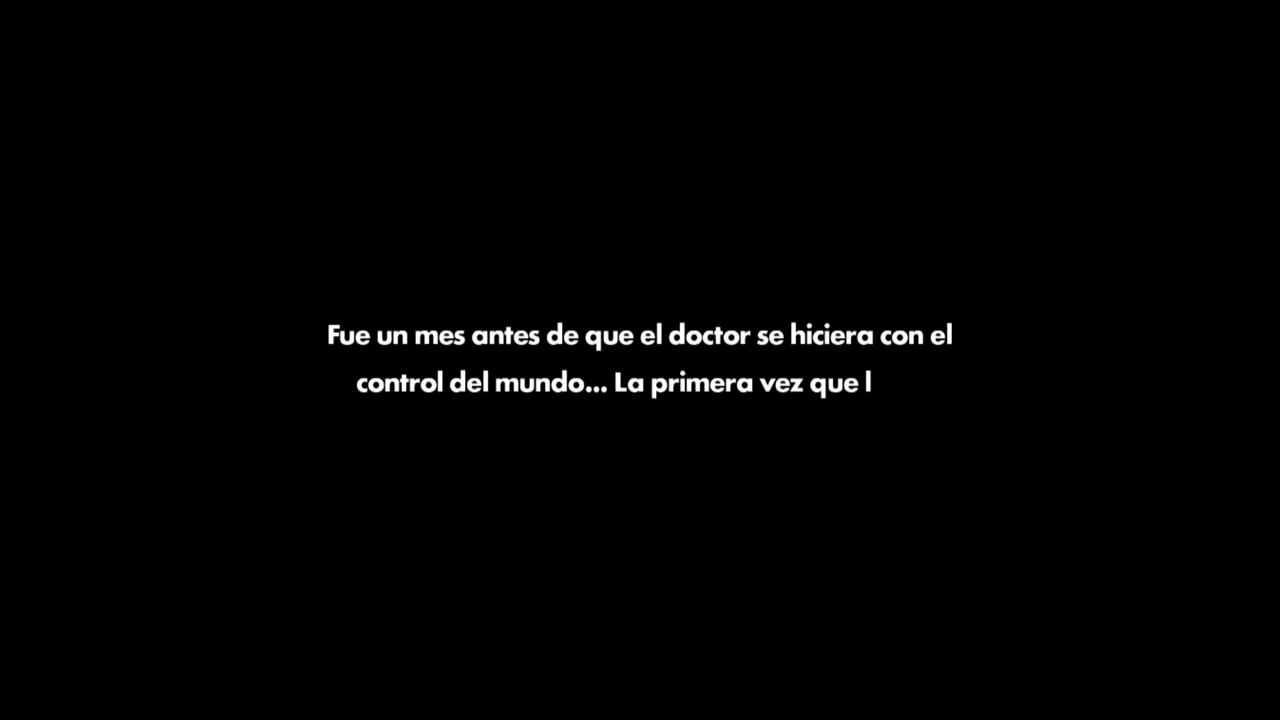 Fue un mes antes de que el doctor se hiciera con el
control del mundo... La primera vez que l